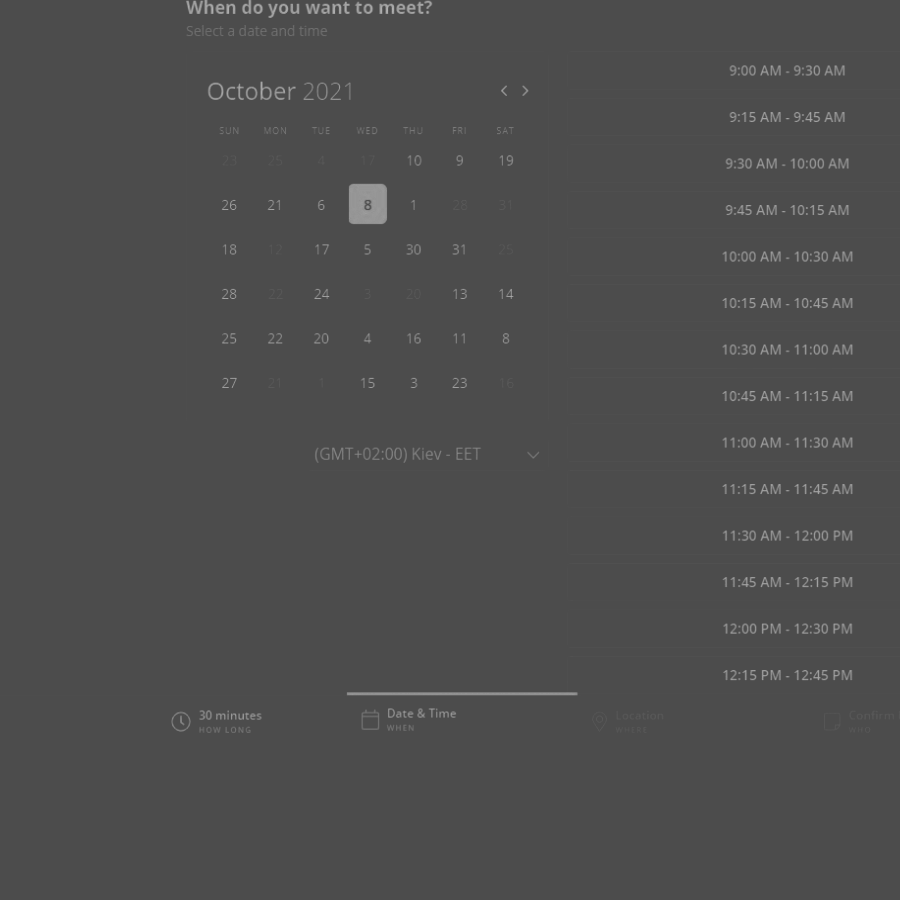 When do you want to meet?
Select a date and time
October 2021
SUN MON TUE WED THU FRI SAT
23 25 4 17 10 9 19
26 21 6 8 1 28 31
18 12 17 5 30 31 25
28 22 24 3 20 13 14
25 22 20 4 16 11 8
27 21 1 15 3 23 16
(GMT+02:00) Kiev - EET
9:00 AM - 9:30 AM
9:15 AM - 9:45 AM
9:30 AM - 10:00 AM
9:45 AM - 10:15 AM
10:00 AM - 10:30 AM
10:15 AM - 10:45 AM
10:30 AM - 11:00 AM
10:45 AM - 11:15 AM
11:00 AM - 11:30 AM
11:15 AM - 11:45 AM
11:30 AM - 12:00 PM
11:45 AM - 12:15 PM
12:00 PM - 12:30 PM
12:15 PM - 12:45 PM
30 minutes
HOW LONG
Date & Time
WHEN
Location
WHERE
Confirm
WHO